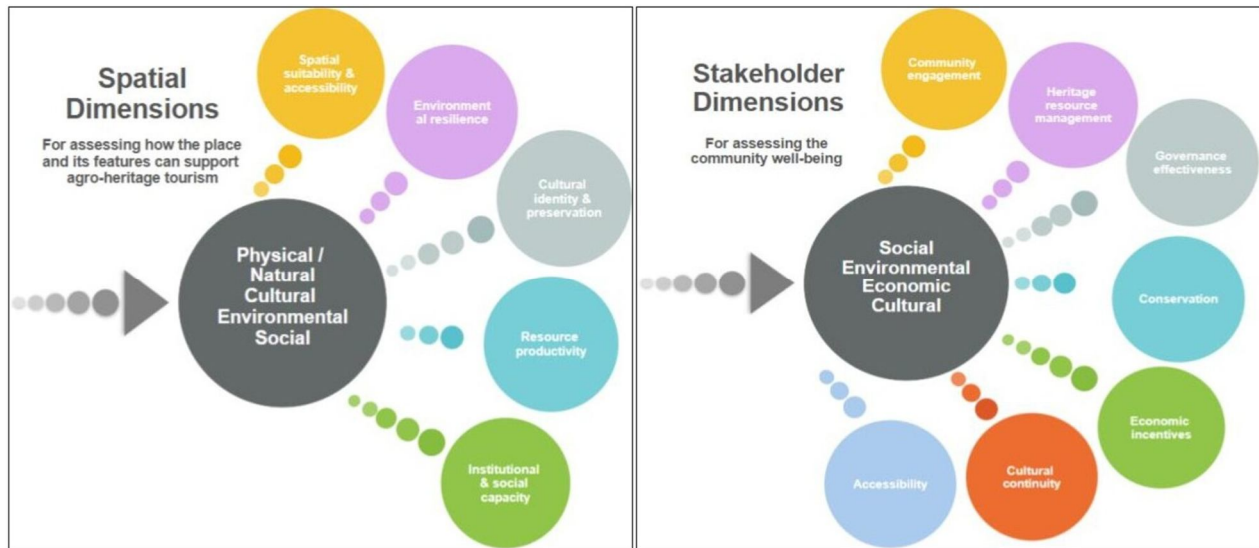 Spatial
Dimensions
For assessing how the place
and its features can support
agro-heritage tourism
Spatial
suitability &
accessibility
Environment
al resilience
Cultural
identity &
preservation
Physical /
Natural
Cultural
Environmental
Social
Resource
productivity
Institutional
& social
capacity
Stakeholder
Dimensions
For assessing the
community well-being
Community
engagement
Heritage
resource
management
Governance
effectiveness
Social
Environmental
Economic
Cultural
Conservation
Economic
incentives
Cultural
continuity
Accessibility